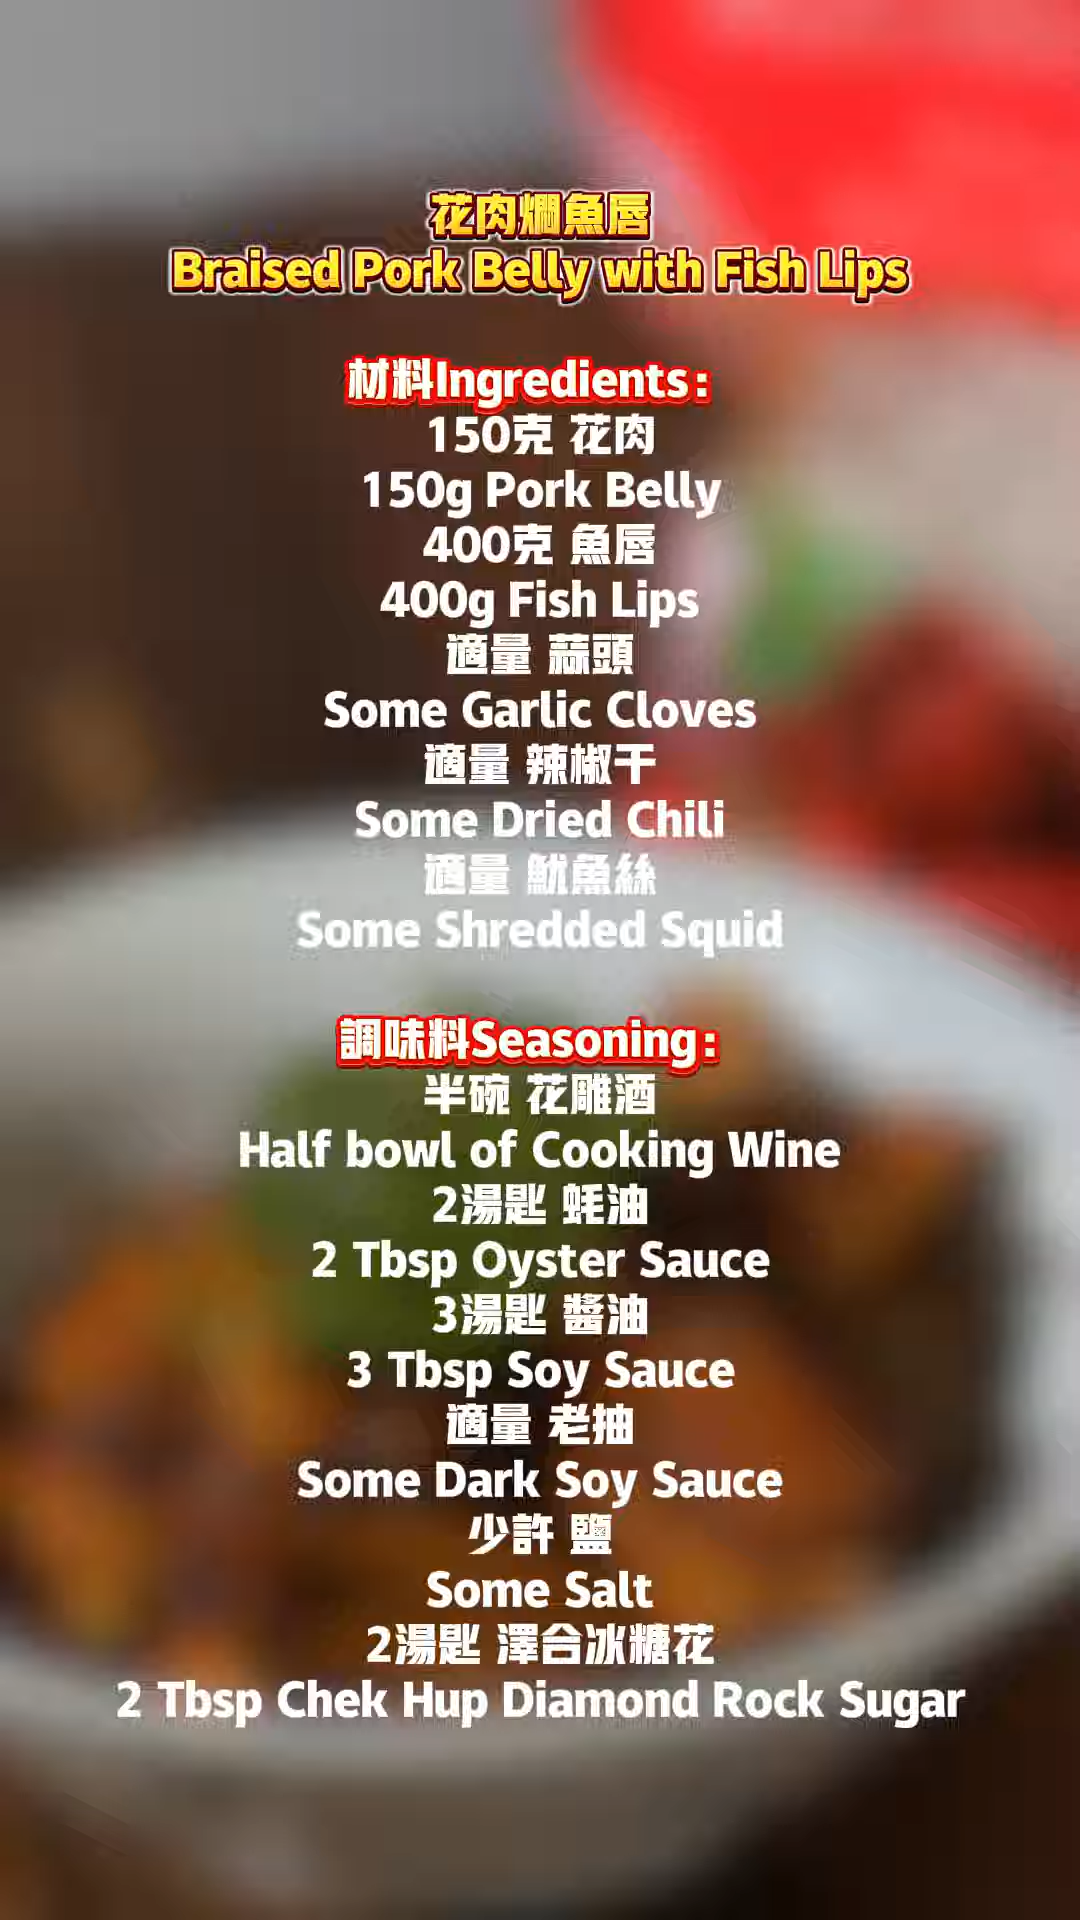 花肉燜魚唇
Braised Pork Belly with Fish Lips
材料Ingredients：
150克 花肉
150g Pork Belly
400克 魚唇
400g Fish Lips
適量 蒜頭
Some Garlic Cloves
適量 辣椒干
Some Dried Chili
適量 魷魚絲
Some Shredded Squid
調味料Seasoning：
半碗 花雕酒
Half bowl of Cooking Wine
2湯匙 蚝油
2 Tbsp Oyster Sauce
3湯匙 醬油
3 Tbsp Soy Sauce
適量 老抽
Some Dark Soy Sauce
少許 鹽
Some Salt
2湯匙 澤合冰糖花
2 Tbsp Chek Hup Diamond Rock Sugar